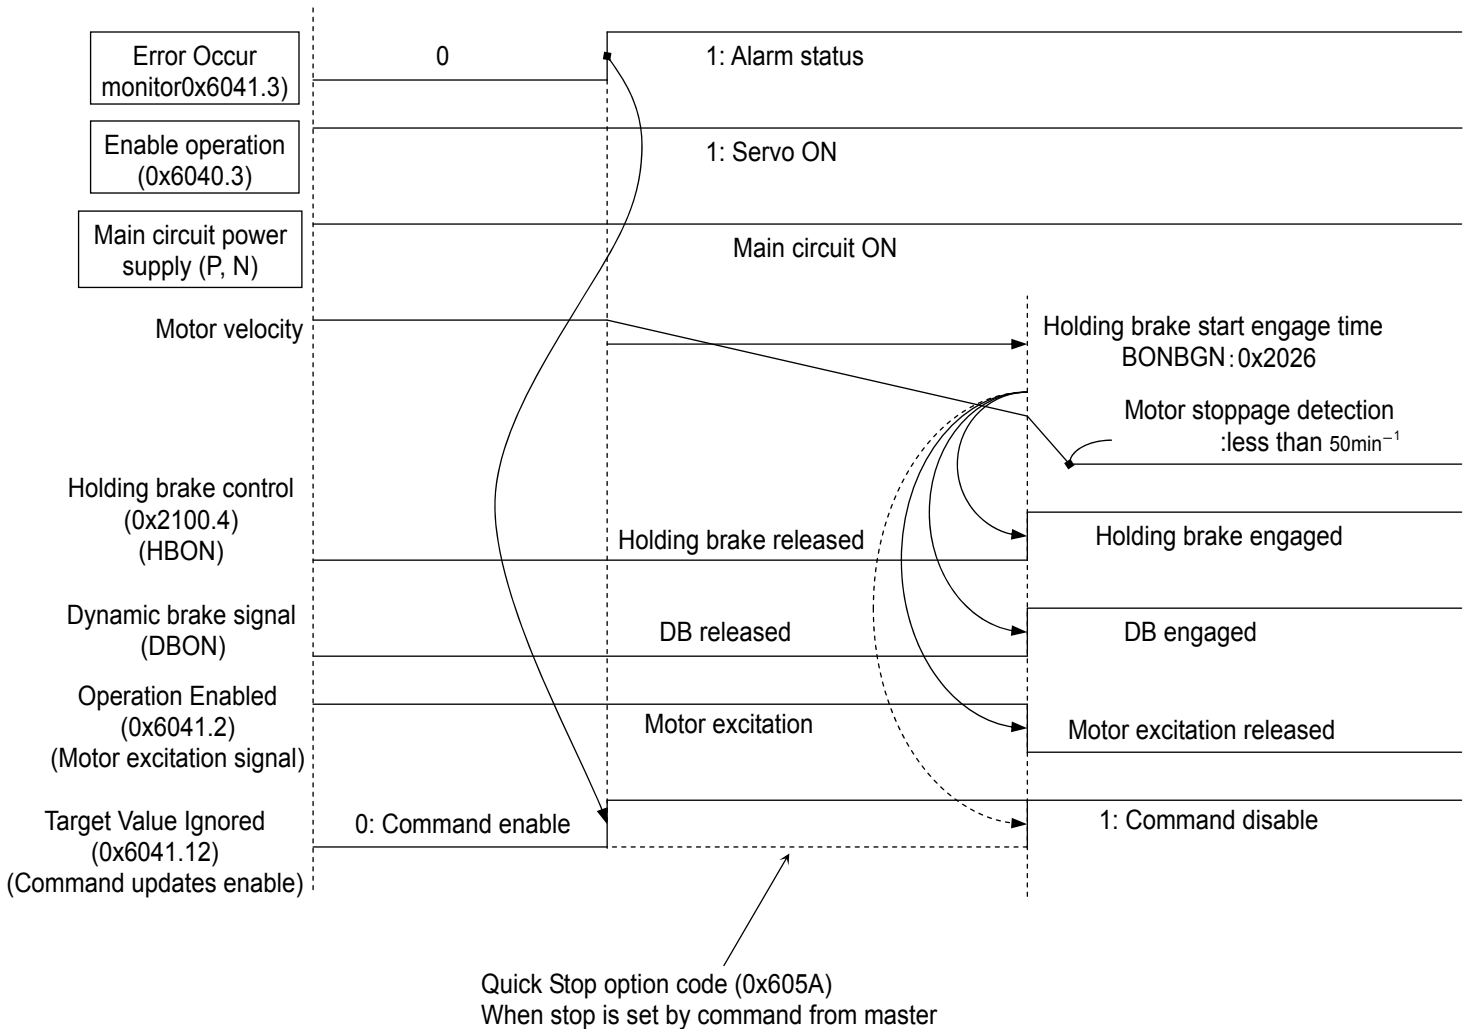 Error Occur
monitor0x6041.3)
0
1: Alarm status
Enable operation
(0x6040.3)
1: Servo ON
Main circuit power
supply (P, N)
Main circuit ON
Motor velocity
Holding brake start engage time
BONBGN:0x2026
Motor stoppage detection
:less than 50min⁻¹
Holding brake control
(0x2100.4)
(HBON)
Holding brake released
Holding brake engaged
Dynamic brake signal
(DBON)
DB released
DB engaged
Operation Enabled
(0x6041.2)
(Motor excitation signal)
Motor excitation
Motor excitation released
Target Value Ignored
(0x6041.12)
(Command updates enable)
0: Command enable
1: Command disable
Quick Stop option code (0x605A)
When stop is set by command from master